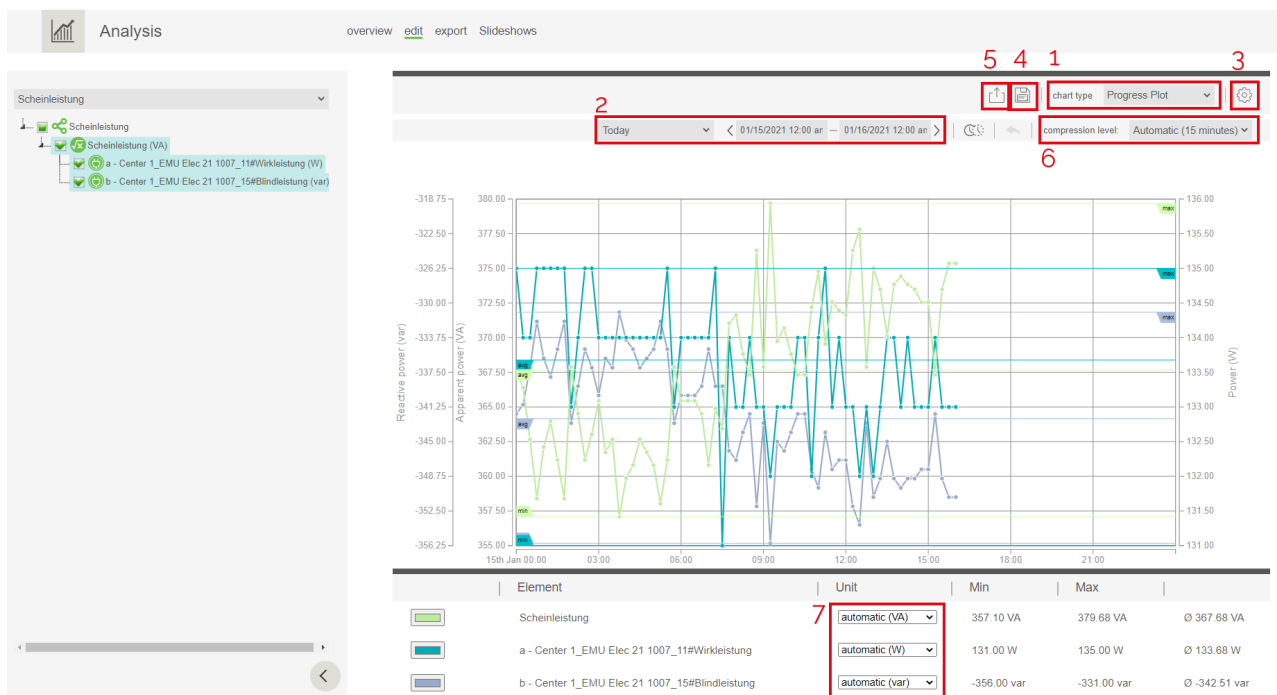 Analysis
overview edit export Slideshows
Scheinleistung
Scheinleistung
Scheinleistung (VA)
a - Center 1_EMU Elec 21 1007_11#Wirkleistung (W)
b - Center 1_EMU Elec 21 1007_15#Blindleistung (var)
5 4 1 3
chart type Progress Plot
2
Today 01/15/2021 12:00 am — 01/16/2021 12:00 am
compression level: Automatic (15 minutes)
6
-318.75 380.00 136.00
max
-322.50 377.50 135.50
-326.25 375.00 135.00
max
-330.00 372.50 134.50
max
-333.75 370.00 134.00
avg
-337.50 367.50 133.50
avg
-341.25 365.00 133.00
avg
-345.00 362.50 132.50
-348.75 360.00 132.00
-352.50 357.50 131.50
min
min
-356.25 355.00 131.00
Reactive power (var)
Apparent power (VA)
Power (W)
15th Jan 00:00 03:00 06:00 09:00 12:00 15:00 18:00 21:00
Element Unit Min Max
7
Scheinleistung automatic (VA) 357.10 VA 379.68 VA Ø 367.68 VA
a - Center 1_EMU Elec 21 1007_11#Wirkleistung automatic (W) 131.00 W 135.00 W Ø 133.68 W
b - Center 1_EMU Elec 21 1007_15#Blindleistung automatic (var) -356.00 var -331.00 var Ø -342.51 var